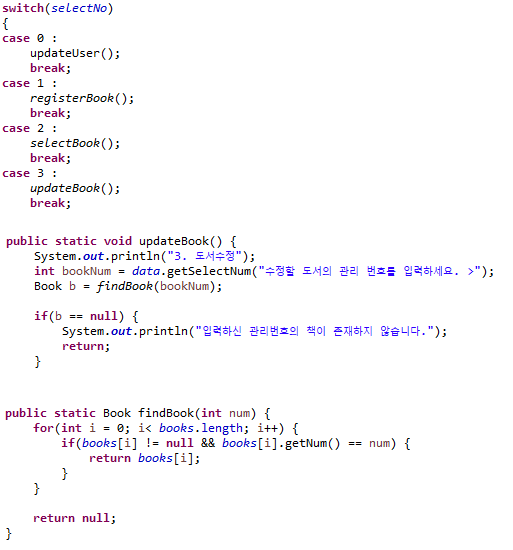 switch(selectNo)
{
case 0 :
    updateUser();
    break;
case 1 :
    registerBook();
    break;
case 2 :
    selectBook();
    break;
case 3 :
    updateBook();
    break;
public static void updateBook() {
    System.out.println("3. 도서수정");
    int bookNum = data.getSelectNum("수정할 도서의 관리 번호를 입력하세요. >");
    Book b = findBook(bookNum);
    if(b == null) {
        System.out.println("입력하신 관리번호의 책이 존재하지 않습니다.");
        return;
    }
public static Book findBook(int num) {
    for(int i = 0; i< books.length; i++) {
        if(books[i] != null && books[i].getNum() == num) {
            return books[i];
        }
    }
    return null;
}